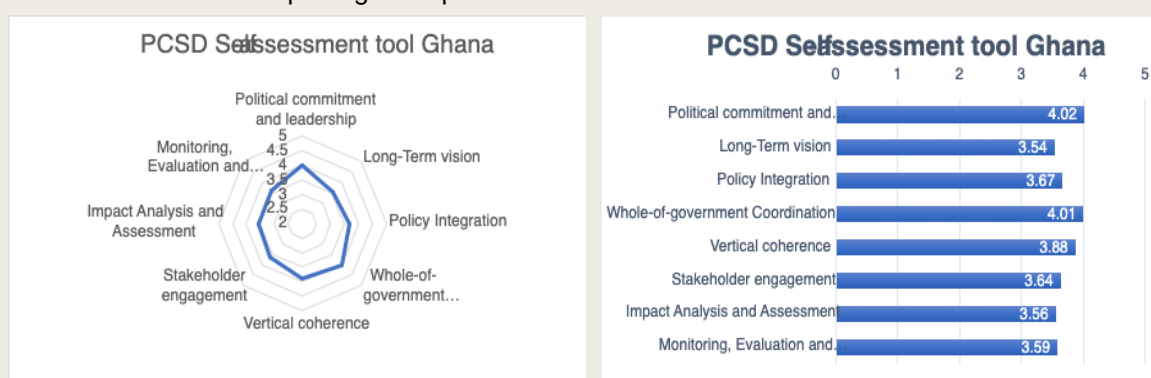 PCSD Selfassessment tool Ghana
Political commitment
and leadership
5
4.5
4
3.5
3
2.5
2
Long-Term vision
Policy Integration
Whole-of-
government…
Vertical coherence
Stakeholder
engagement
Impact Analysis and
Assessment
Monitoring,
Evaluation and…
PCSD Selfassessment tool Ghana
0 1 2 3 4 5
Political commitment and… 4.02
Long-Term vision 3.54
Policy Integration 3.67
Whole-of-government Coordination 4.01
Vertical coherence 3.88
Stakeholder engagement 3.64
Impact Analysis and Assessment 3.56
Monitoring, Evaluation and… 3.59